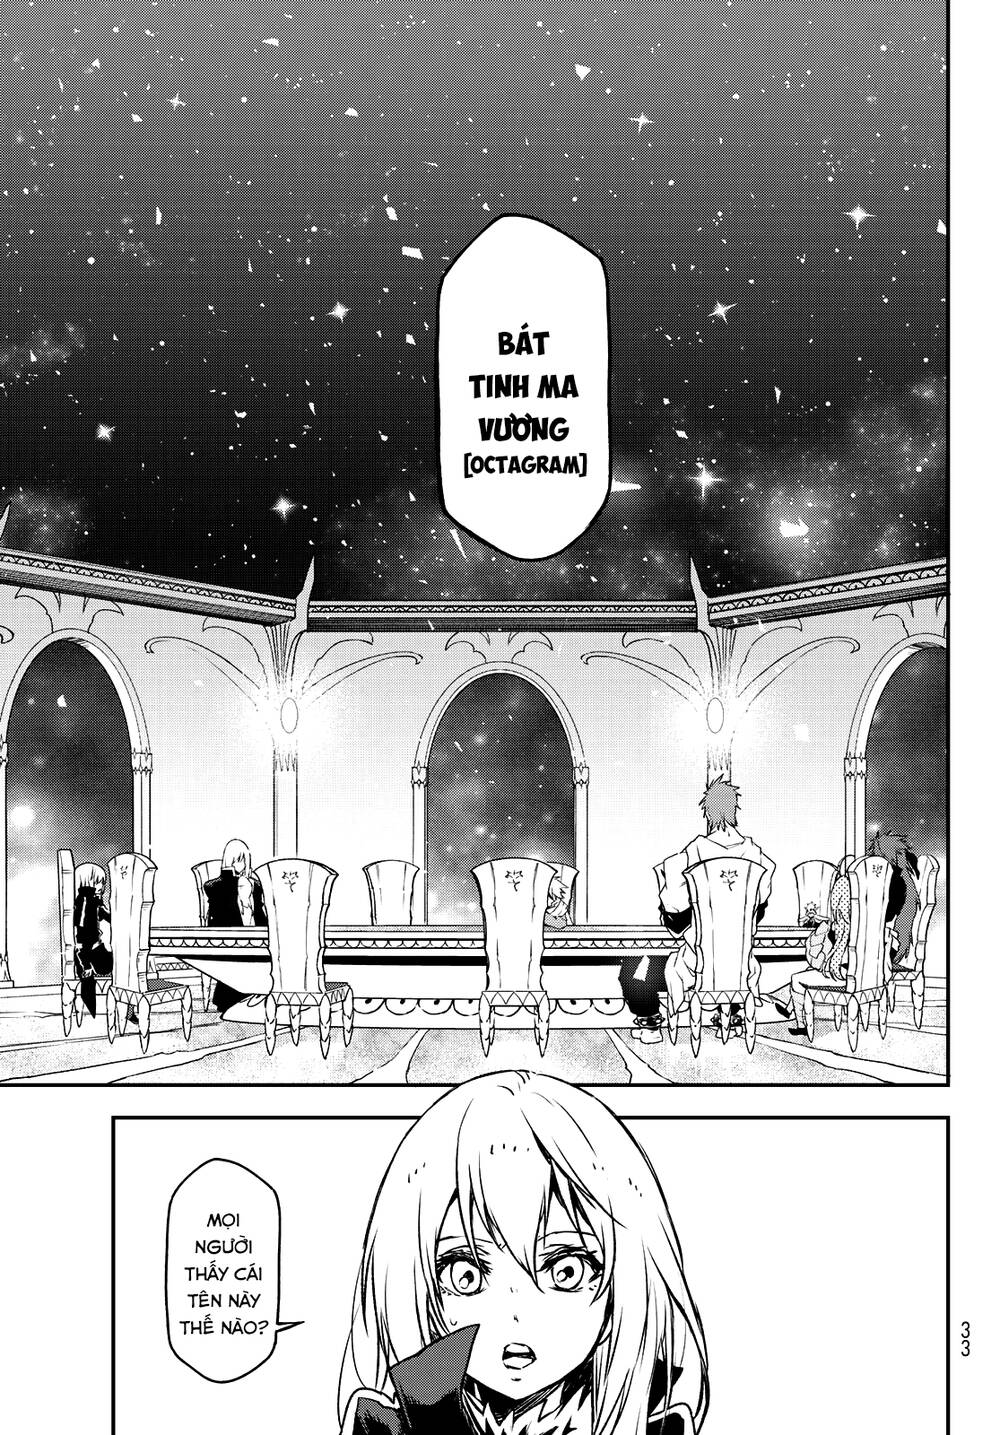 BÁT
TINH MA
VƯƠNG
[OCTAGRAM]
MỌI
NGƯỜI
THẤY CÁI
TÊN NÀY
THẾ NÀO?
33